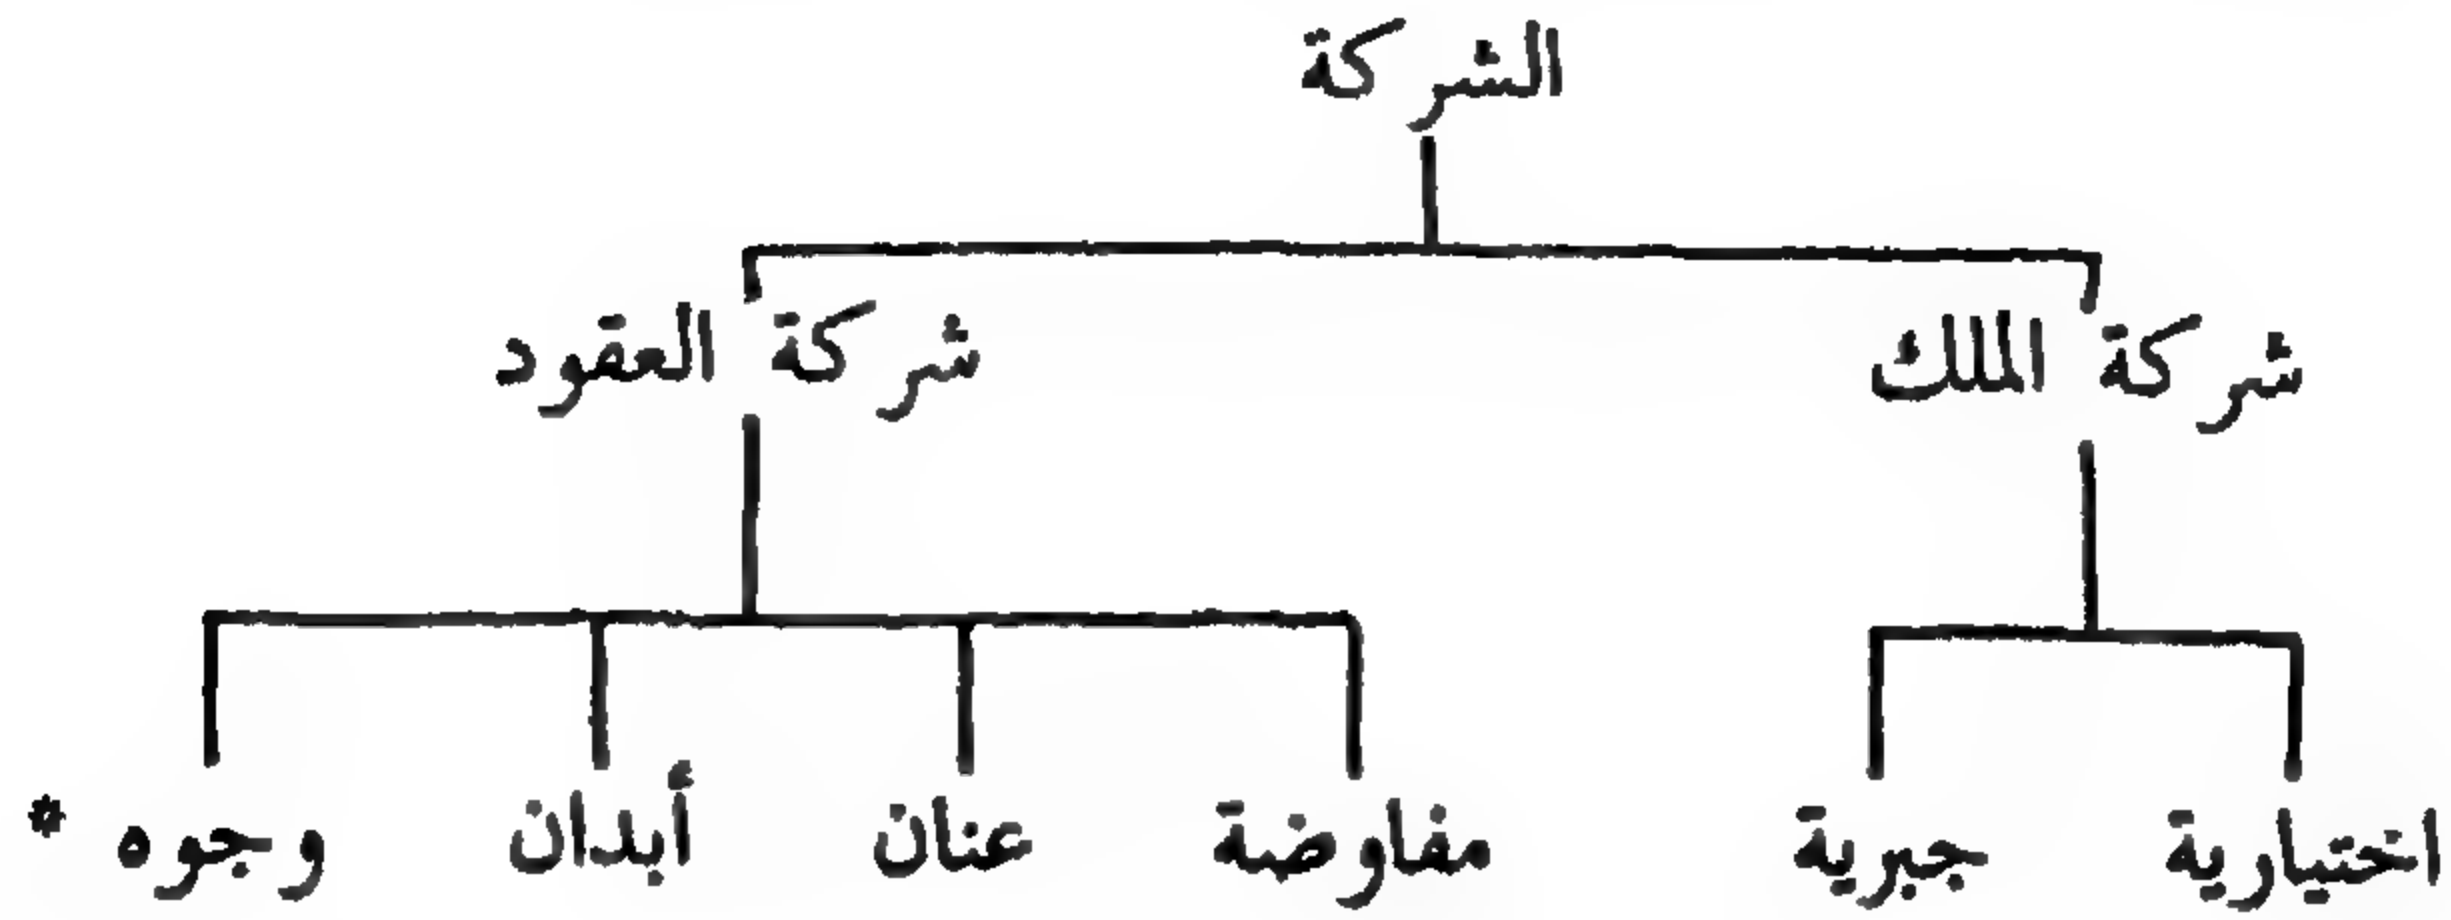 الشركة
شركة الملك شركة العقود
اختيارية جبرية مفاوضة عنان أبدان وجوه *